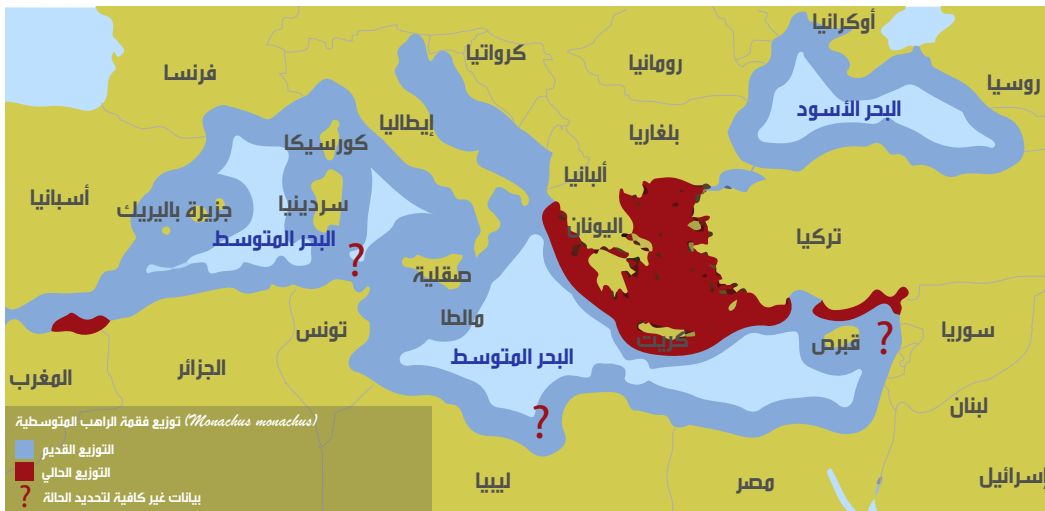 أوكرانيا
كرواتيا
رومانيا
فرنسا
روسيا
البحر الأسود
إيطاليا
بلغاريا
كورسيكا
ألبانيا
أسبانيا
سردينيا
جزيرة باليريك
اليونان
تركيا
البحر المتوسط
?
صقلية
مالطا
تونس
كريت
قبرص
?
سوريا
البحر المتوسط
الجزائر
المغرب
لبنان
?
ليبيا
مصر
إسرائيل
توزيع فقمة الراهب المتوسطية (Monachus monachus)
التوزيع القديم
التوزيع الحالي
? بيانات غير كافية لتحديد الحالة